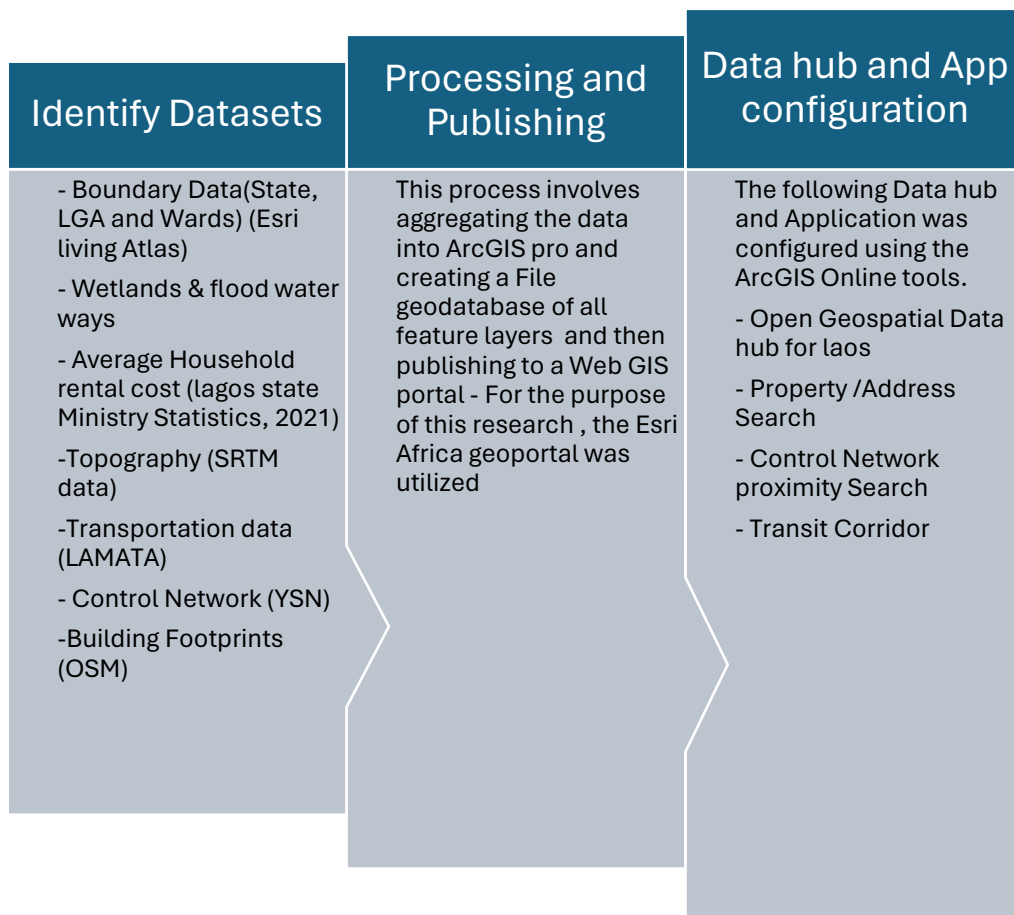 Identify Datasets
- Boundary Data(State,
LGA and Wards) (Esri
living Atlas)
- Wetlands & flood water
ways
- Average Household
rental cost (lagos state
Ministry Statistics, 2021)
-Topography (SRTM
data)
-Transportation data
(LAMATA)
- Control Network (YSN)
-Building Footprints
(OSM)
Processing and
Publishing
This process involves
aggregating the data
into ArcGIS pro and
creating a File
geodatabase of all
feature layers and then
publishing to a Web GIS
portal - For the purpose
of this research , the Esri
Africa geoportal was
utilized
Data hub and App
configuration
The following Data hub
and Application was
configured using the
ArcGIS Online tools.
- Open Geospatial Data
hub for laos
- Property /Address
Search
- Control Network
proximity Search
- Transit Corridor